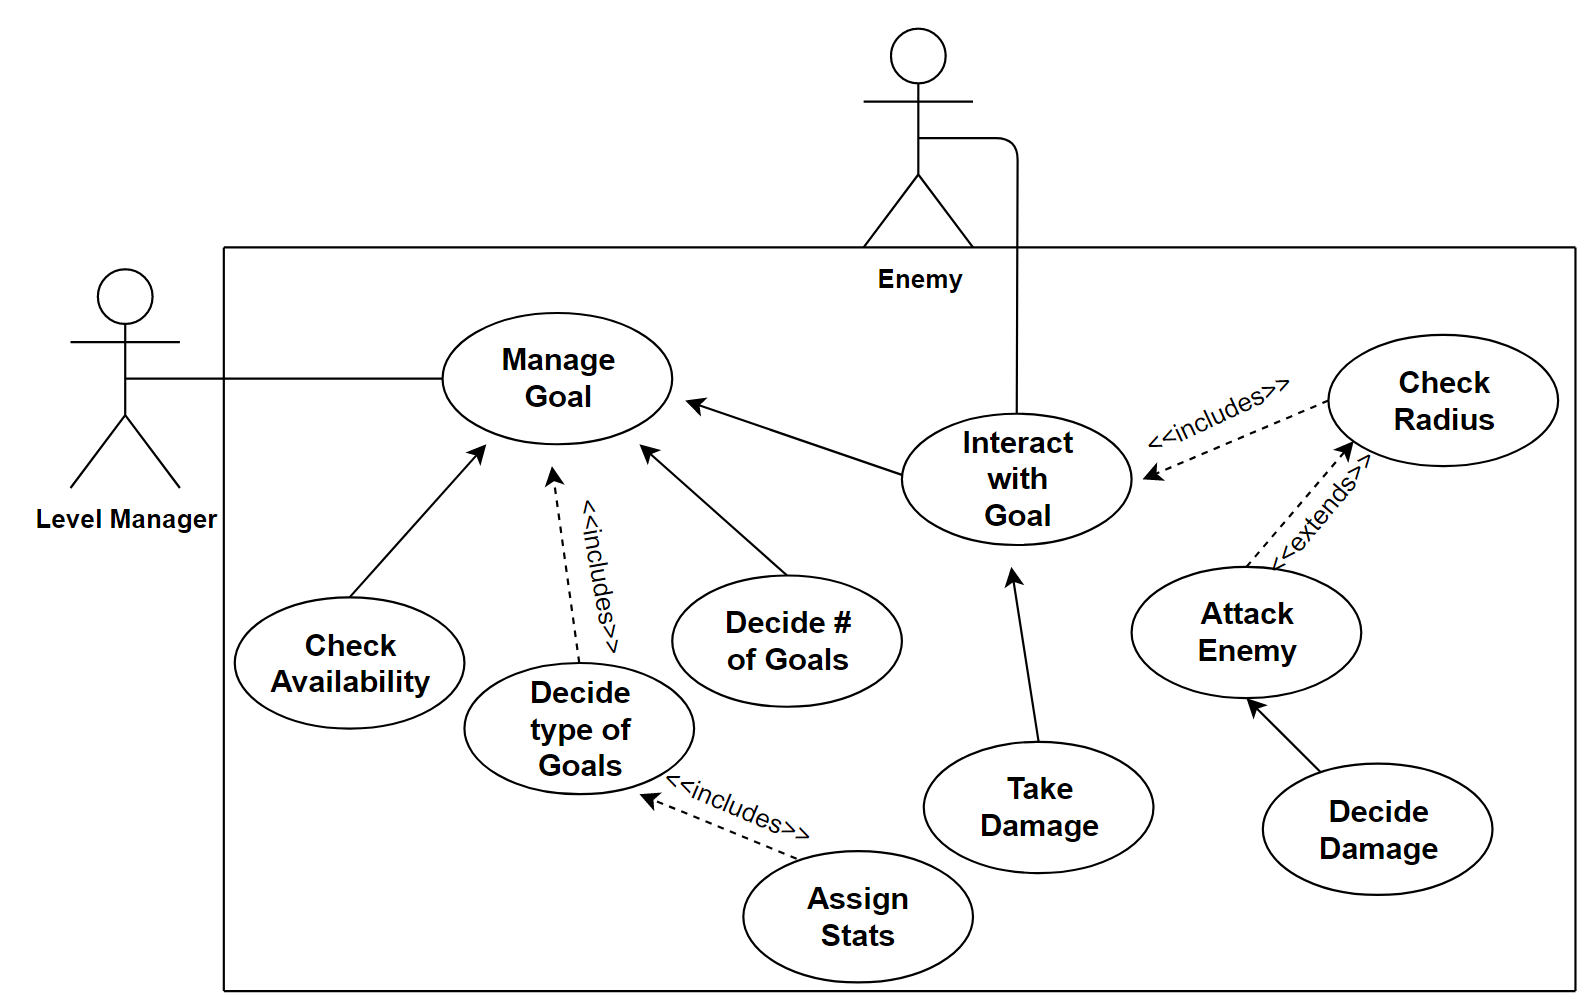 Enemy
Level Manager
Manage
Goal
Check
Radius
<<includes>>
Interact
with
Goal
<<extends>>
<<includes>>
Check
Availability
Decide #
of Goals
Attack
Enemy
Decide
type of
Goals
<<includes>>
Take
Damage
Decide
Damage
Assign
Stats